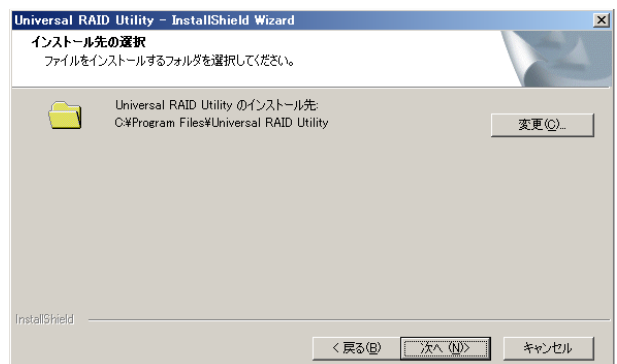 Universal RAID Utility - InstallShield Wizard
インストール先の選択
ファイルをインストールするフォルダを選択してください。
Universal RAID Utility のインストール先:
C:¥Program Files¥Universal RAID Utility
変更(C)...
InstallShield
< 戻る(B)
次へ (N)>
キャンセル